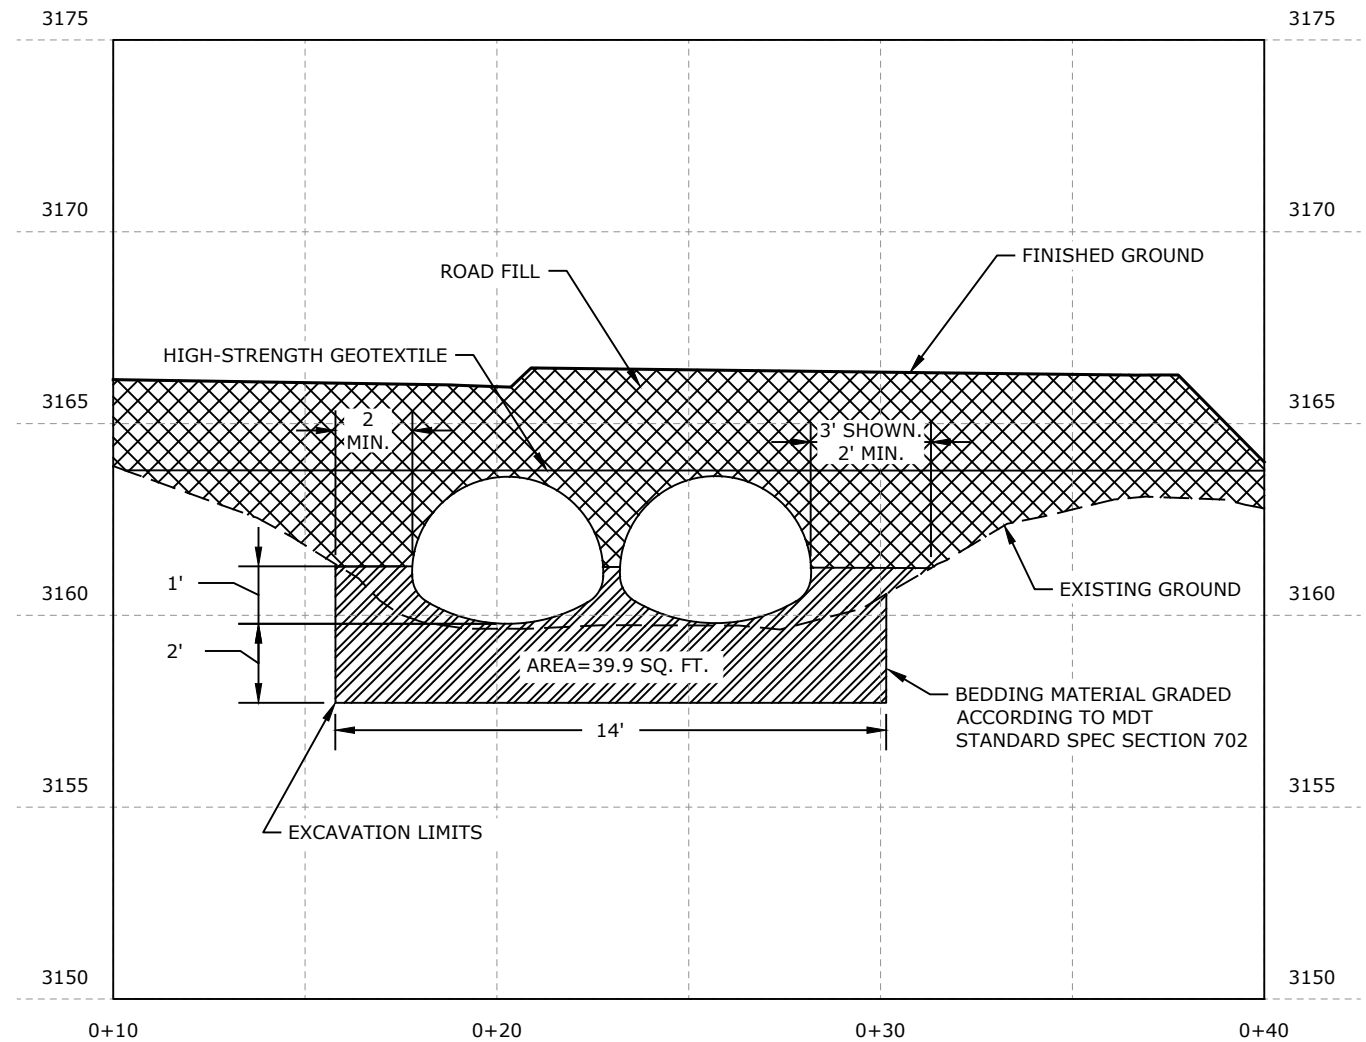 3175 3175
3170 3170
FINISHED GROUND
ROAD FILL
HIGH-STRENGTH GEOTEXTILE
3165 3165
2
MIN.
3' SHOWN.
2' MIN.
1'
EXISTING GROUND
3160 3160
2'
AREA=39.9 SQ. FT.
BEDDING MATERIAL GRADED
ACCORDING TO MDT
STANDARD SPEC SECTION 702
14'
3155 3155
EXCAVATION LIMITS
3150 3150
0+10 0+20 0+30 0+40